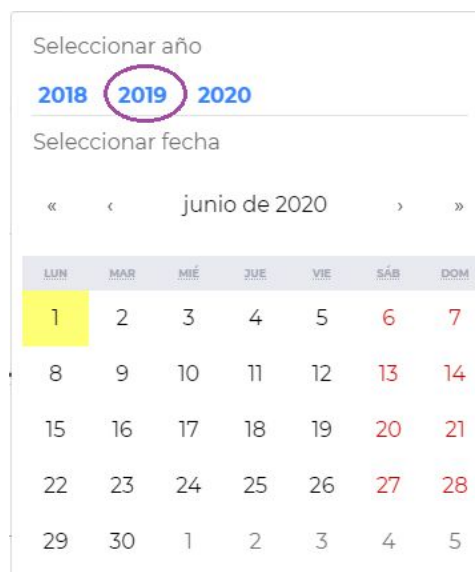 Seleccionar año
2018 2019 2020
Seleccionar fecha
« ‹ junio de 2020 › »
LUN MAR MIÉ JUE VIE SÁB DOM
1 2 3 4 5 6 7
8 9 10 11 12 13 14
15 16 17 18 19 20 21
22 23 24 25 26 27 28
29 30 1 2 3 4 5